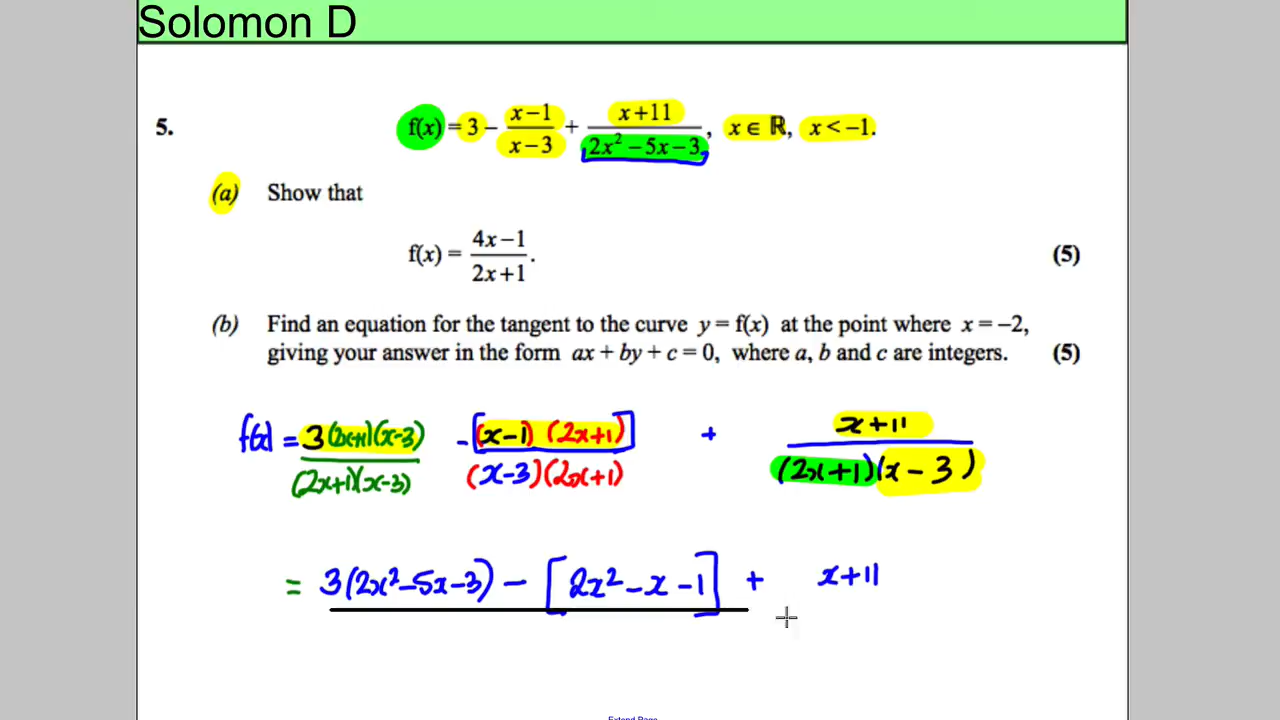 Solomon D
5. f(x) = 3 − (x−1)/(x−3) + (x+11)/(2x² − 5x − 3), x ∈ ℝ, x < −1.
(a) Show that
f(x) = (4x−1)/(2x+1). (5)
(b) Find an equation for the tangent to the curve y = f(x) at the point where x = −2,
giving your answer in the form ax + by + c = 0, where a, b and c are integers. (5)
f(x) = 3(2x+1)(x-3)/(2x+1)(x-3) - [(x-1)(2x+1)]/(x-3)(2x+1) + x+11/(2x+1)(x-3)
= 3(2x²-5x-3) - [2x²-x-1] + x+11
Extend Page